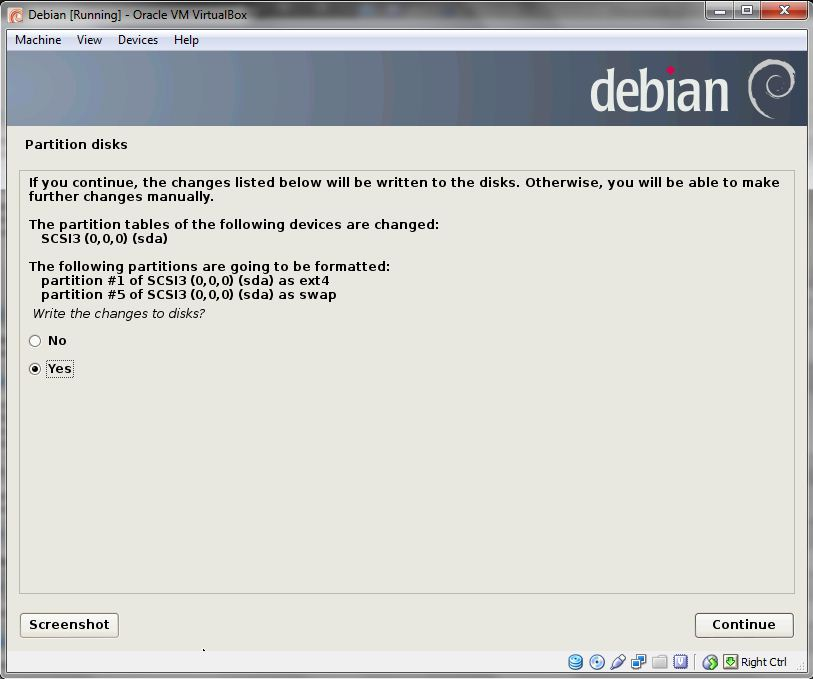 Debian [Running] - Oracle VM VirtualBox
Machine View Devices Help
debian
Partition disks
If you continue, the changes listed below will be written to the disks. Otherwise, you will be able to make
further changes manually.
The partition tables of the following devices are changed:
SCSI3 (0,0,0) (sda)
The following partitions are going to be formatted:
partition #1 of SCSI3 (0,0,0) (sda) as ext4
partition #5 of SCSI3 (0,0,0) (sda) as swap
Write the changes to disks?
No
Yes
Screenshot Continue
Right Ctrl